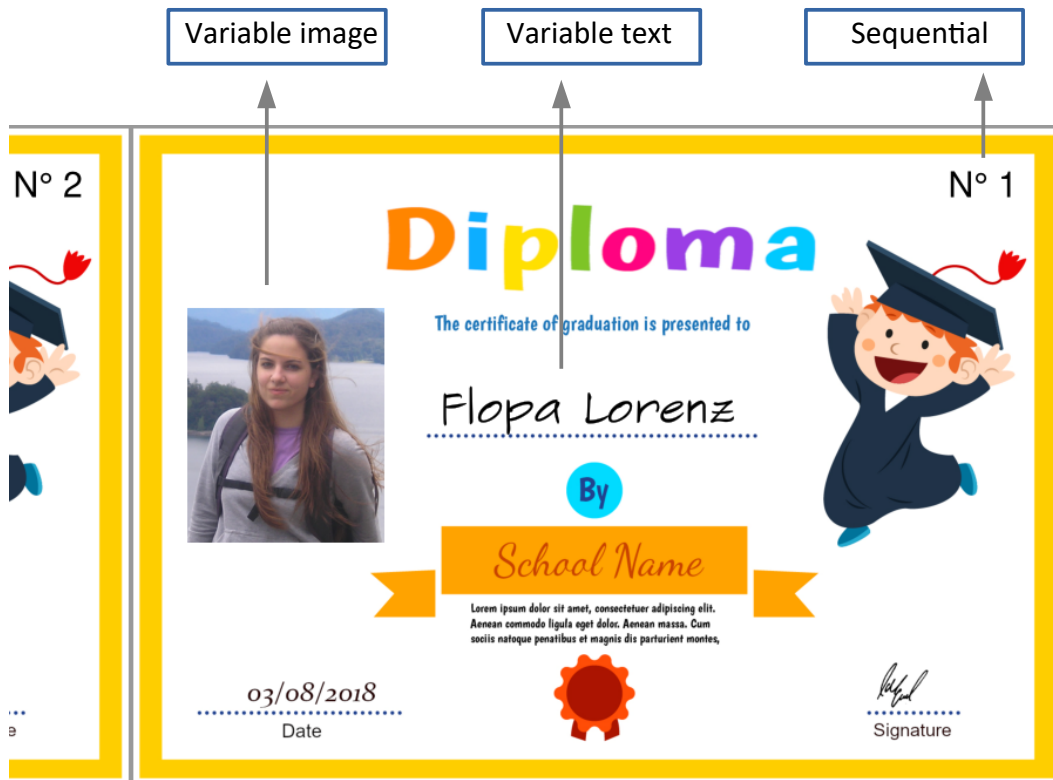 Variable image
Variable text
Sequential
N° 2
N° 1
Diploma
The certificate of graduation is presented to
Flopa Lorenz
By
School Name
Lorem ipsum dolor sit amet, consectetuer adipiscing elit.
Aenean commodo ligula eget dolor. Aenean massa. Cum
sociis natoque penatibus et magnis dis parturient montes,
03/08/2018
Date
Signature
e